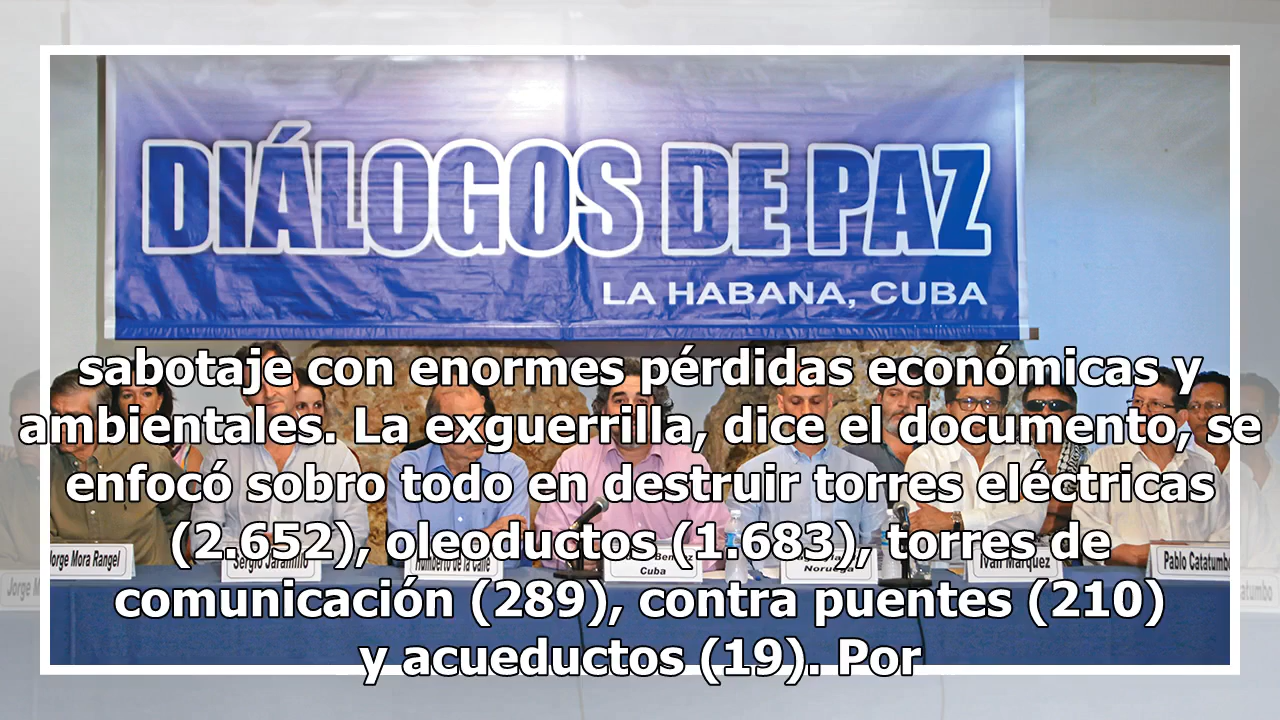 DIÁLOGOS DE PAZ
LA HABANA, CUBA
sabotaje con enormes pérdidas económicas y
ambientales. La exguerrilla, dice el documento, se
enfocó sobro todo en destruir torres eléctricas
(2.652), oleoductos (1.683), torres de
comunicación (289), contra puentes (210)
y acueductos (19). Por
Jorge Mora Rangel
Sergio Jaramillo
Humberto de la Calle
Cuba
Noruega
Iván Márquez
Pablo Catatumbo
Jorge M
catumbo